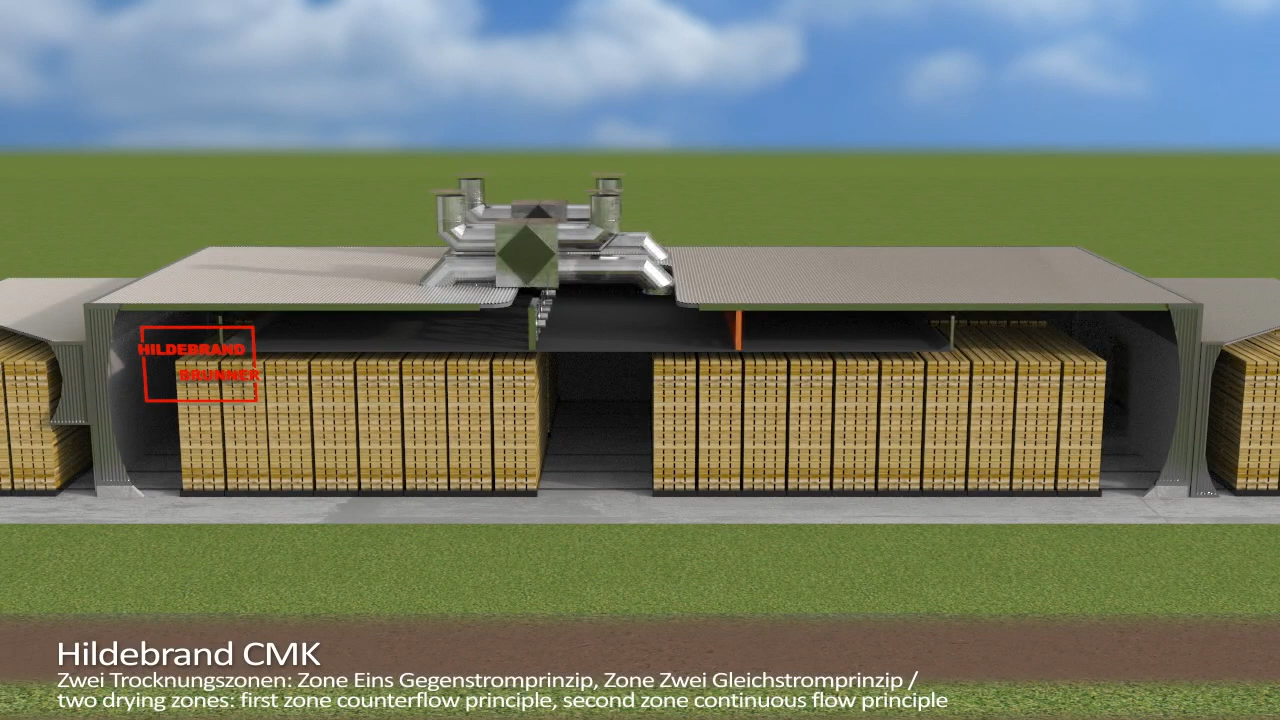 HILDEBRAND
BRUNNER
Hildebrand CMK
Zwei Trocknungszonen: Zone Eins Gegenstromprinzip, Zone Zwei Gleichstromprinzip /
two drying zones: first zone counterflow principle, second zone continuous flow principle